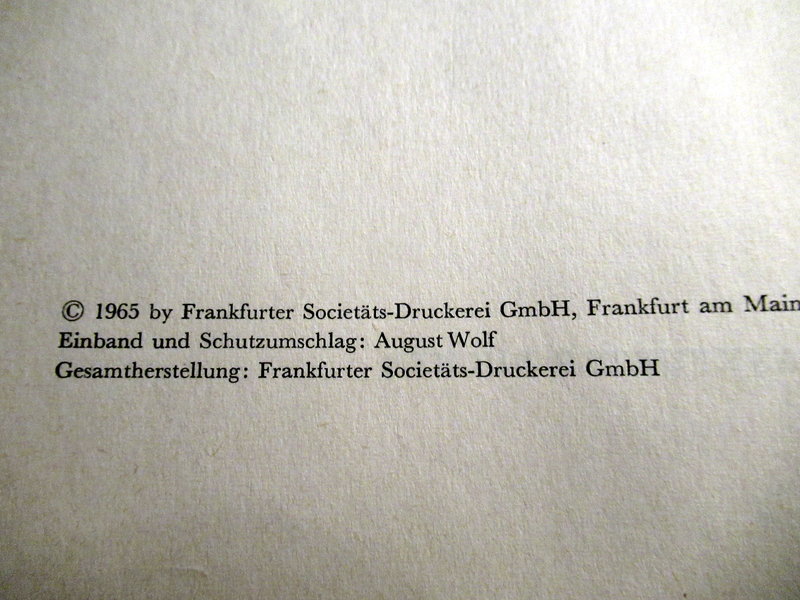 © 1965 by Frankfurter Societäts-Druckerei GmbH, Frankfurt am Main
Einband und Schutzumschlag: August Wolf
Gesamtherstellung: Frankfurter Societäts-Druckerei GmbH